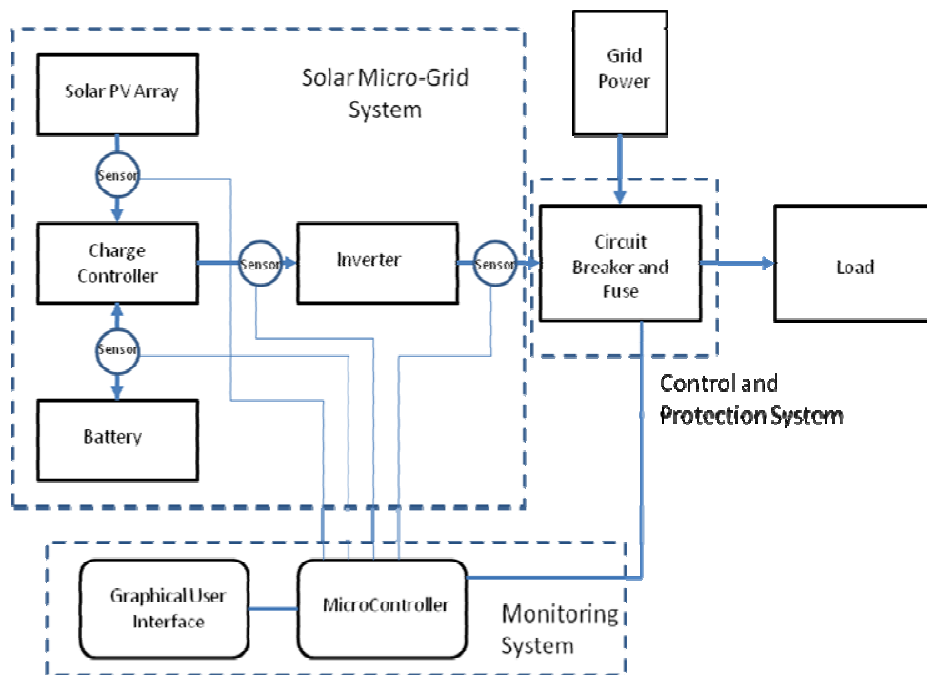 Solar PV Array
Solar Micro-Grid
System
Grid
Power
Sensor
Charge
Controller
Sensor
Inverter
Sensor
Circuit
Breaker and
Fuse
Load
Sensor
Battery
Control and
Protection System
Graphical User
Interface
MicroController
Monitoring
System